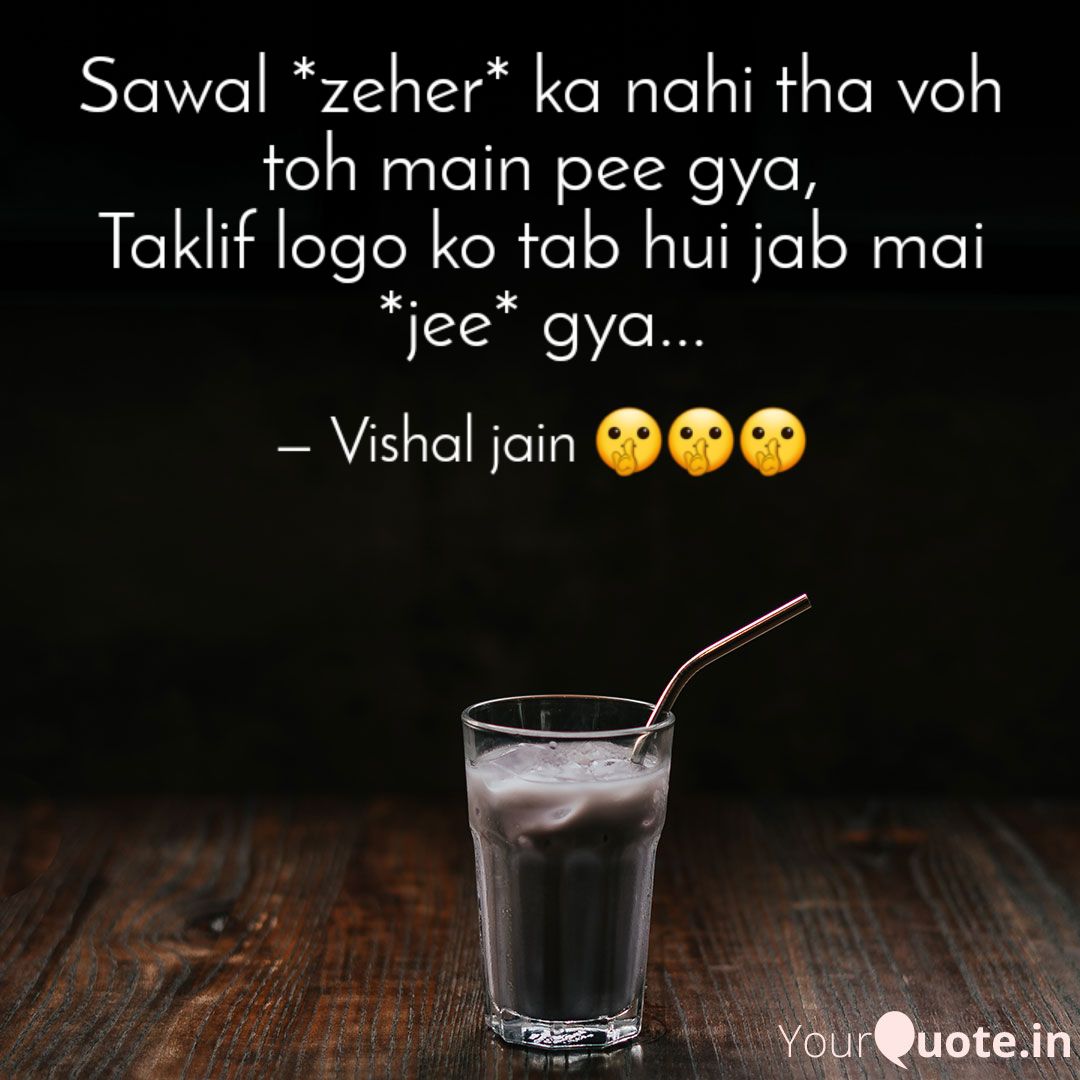 Sawal *zeher* ka nahi tha voh
toh main pee gya,
Taklif logo ko tab hui jab mai
*jee* gya...
– Vishal jain 🤫🤫🤫
YourQuote.in